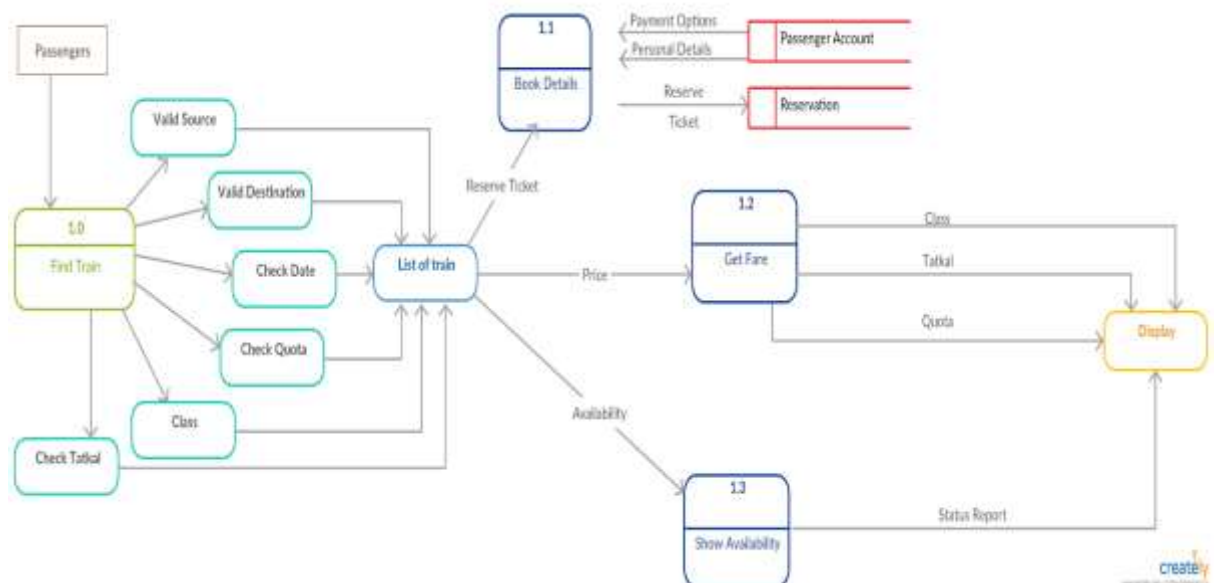 Passengers
1.0
Find Train
Valid Source
Valid Destination
Check Date
Check Quota
Class
Check Tatkal
List of train
Reserve Ticket
Price
Availability
1.1
Book Details
Payment Options
Personal Details
Reserve
Ticket
Passenger Account
Reservation
1.2
Get Fare
Class
Tatkal
Quota
Display
1.3
Show Availability
Status Report
creately